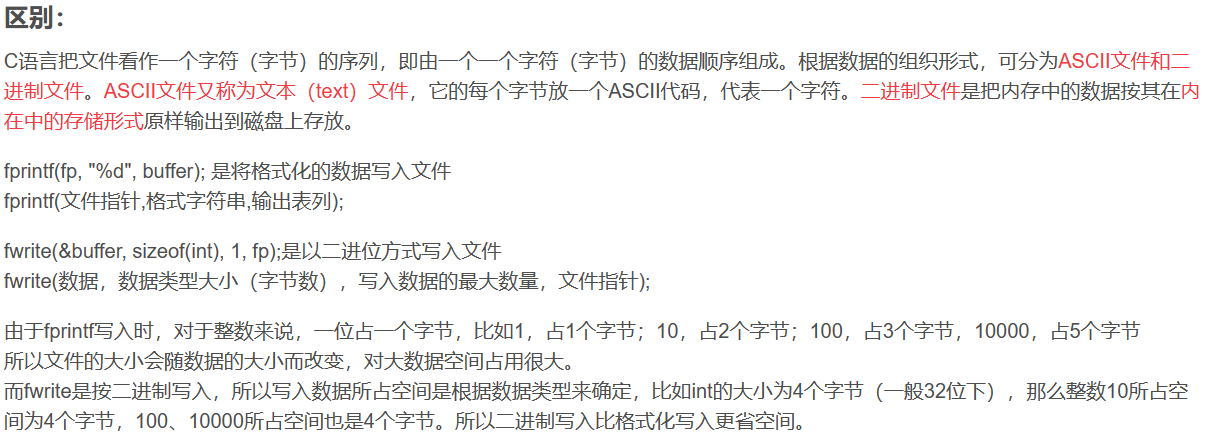 区别：
C语言把文件看作一个字符（字节）的序列，即由一个一个字符（字节）的数据顺序组成。根据数据的组织形式，可分为ASCII文件和二
进制文件。ASCII文件又称为文本（text）文件，它的每个字节放一个ASCII代码，代表一个字符。二进制文件是把内存中的数据按其在内
在中的存储形式原样输出到磁盘上存放。
fprintf(fp, "%d", buffer); 是将格式化的数据写入文件
fprintf(文件指针,格式字符串,输出表列);
fwrite(&buffer, sizeof(int), 1, fp);是以二进位方式写入文件
fwrite(数据，数据类型大小（字节数），写入数据的最大数量，文件指针);
由于fprintf写入时，对于整数来说，一位占一个字节，比如1，占1个字节；10，占2个字节；100，占3个字节，10000，占5个字节
所以文件的大小会随数据的大小而改变，对大数据空间占用很大。
而fwrite是按二进制写入，所以写入数据所占空间是根据数据类型来确定，比如int的大小为4个字节（一般32位下），那么整数10所占空
间为4个字节，100、10000所占空间也是4个字节。所以二进制写入比格式化写入更省空间。